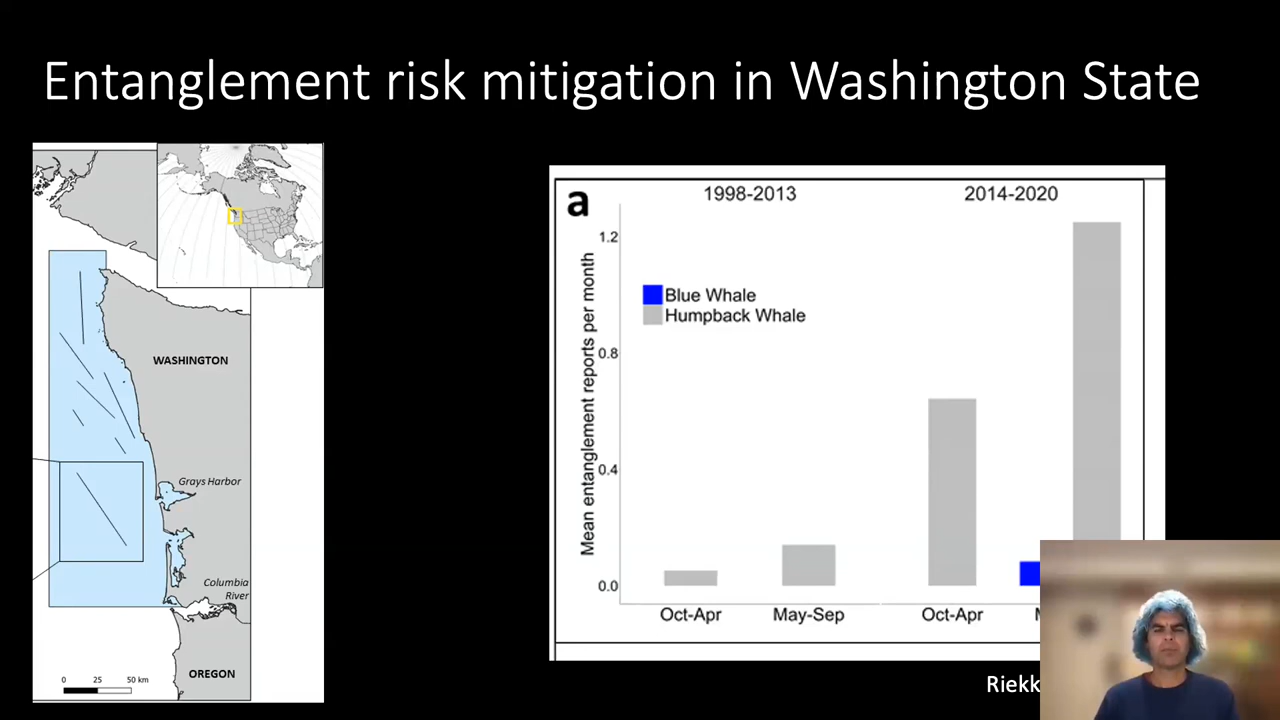 Entanglement risk mitigation in Washington State
WASHINGTON
Grays Harbor
Columbia
River
0 25 50 km
OREGON
a
1998-2013 2014-2020
Mean entanglement reports per month
1.2
0.8
0.4
0.0
Blue Whale
Humpback Whale
Oct-Apr May-Sep Oct-Apr